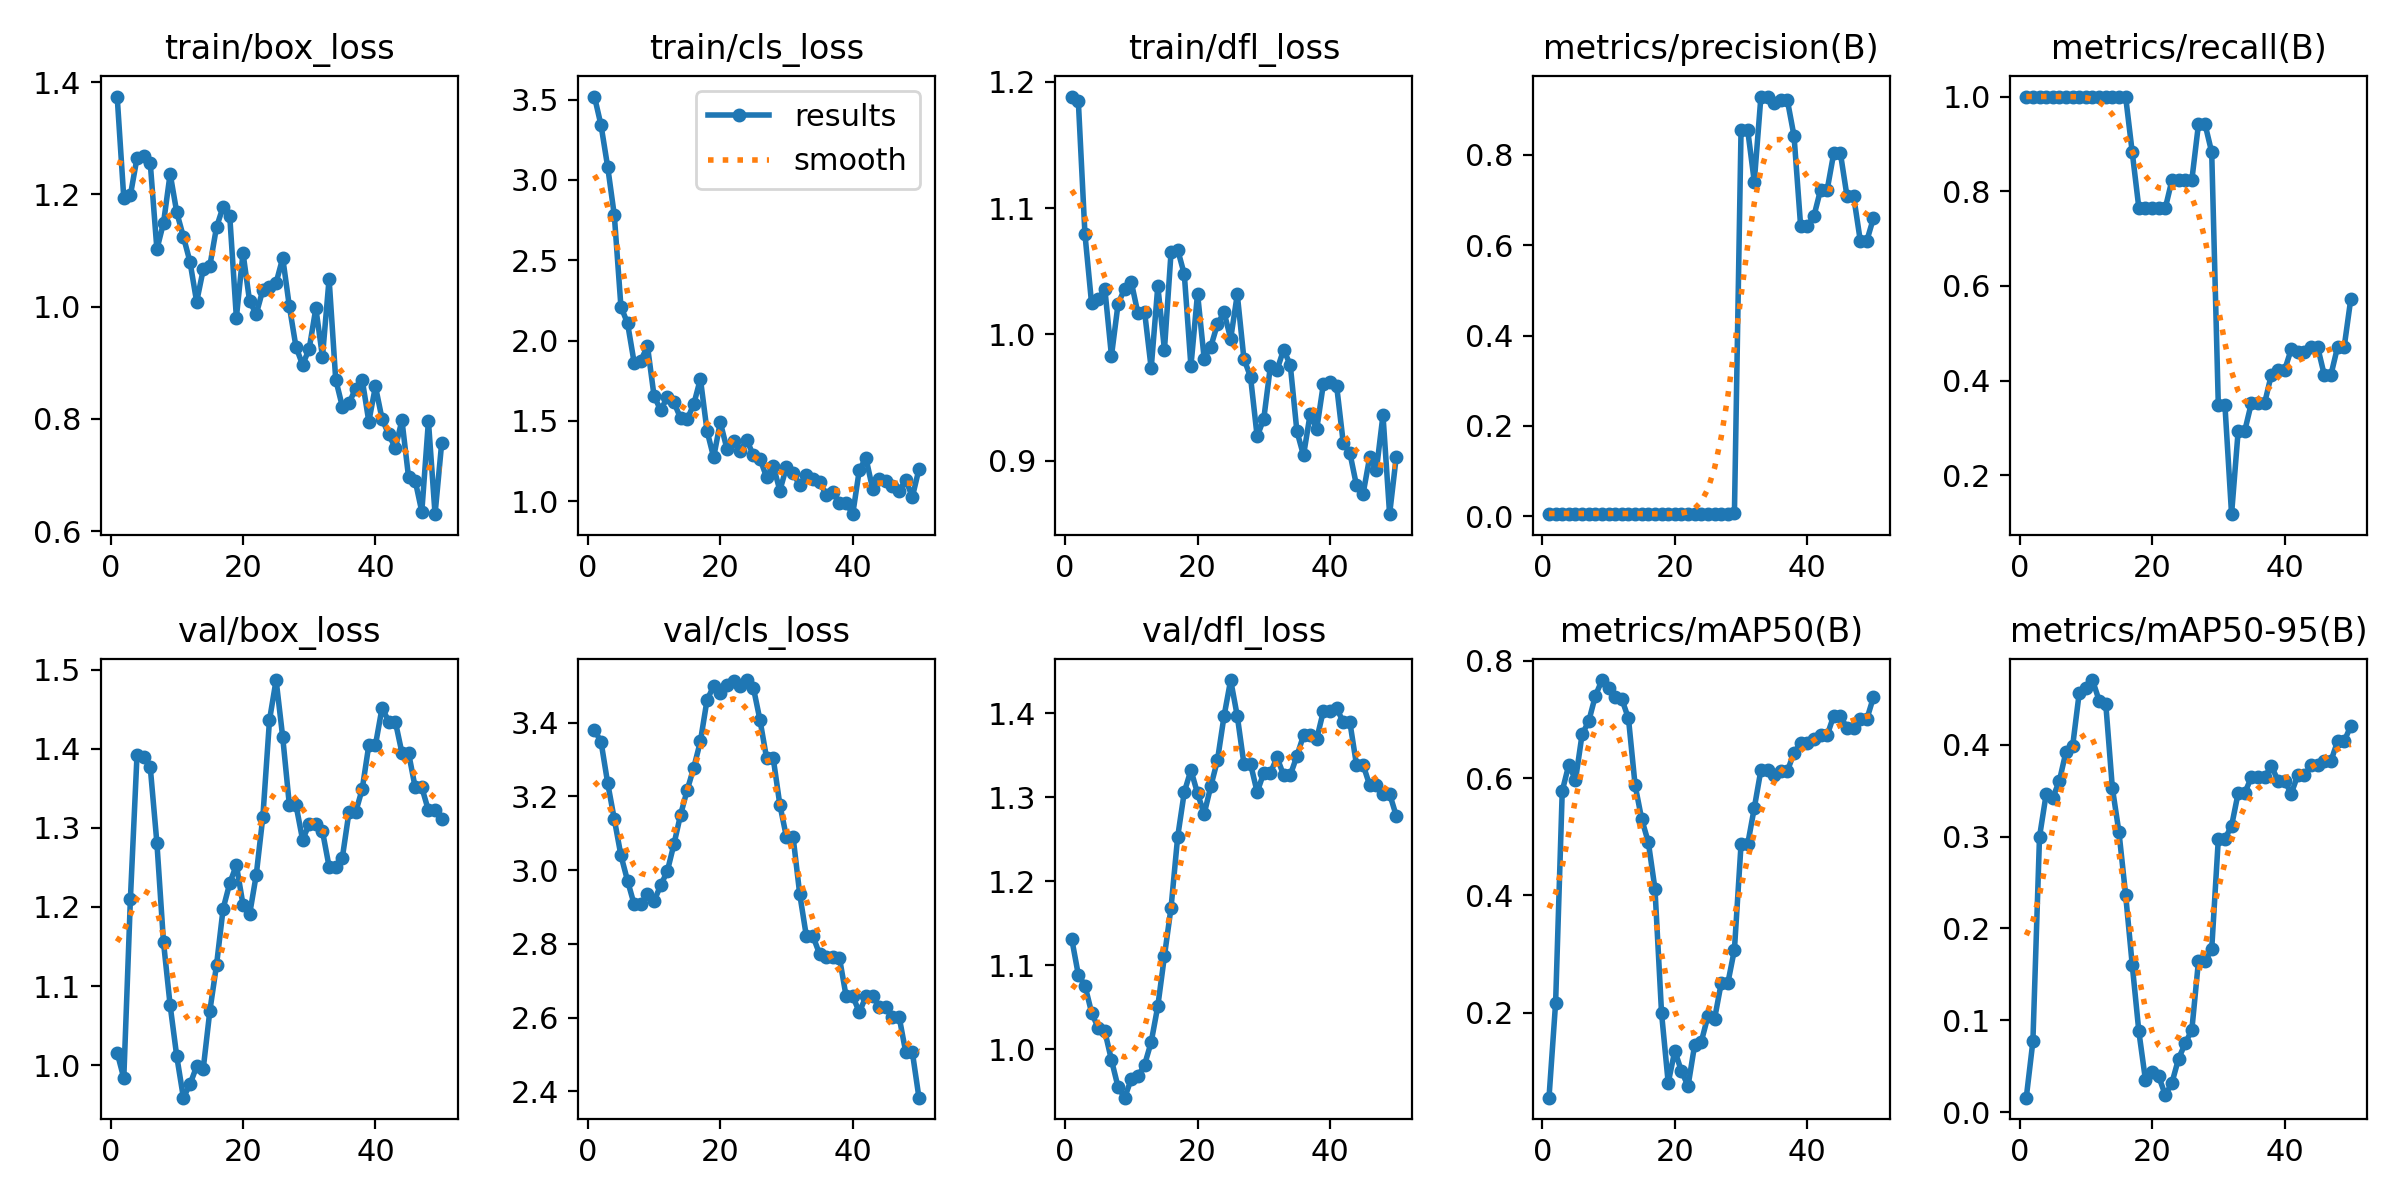 train/box_loss
train/cls_loss
train/dfl_loss
metrics/precision(B)
metrics/recall(B)
1.4
1.2
1.0
0.8
0.6
0 20 40
3.5
3.0
2.5
2.0
1.5
1.0
0 20 40
results
smooth
1.2
1.1
1.0
0.9
0 20 40
0.8
0.6
0.4
0.2
0.0
0 20 40
1.0
0.8
0.6
0.4
0.2
0 20 40
val/box_loss
val/cls_loss
val/dfl_loss
metrics/mAP50(B)
metrics/mAP50-95(B)
1.5
1.4
1.3
1.2
1.1
1.0
0 20 40
3.4
3.2
3.0
2.8
2.6
2.4
0 20 40
1.4
1.3
1.2
1.1
1.0
0 20 40
0.8
0.6
0.4
0.2
0 20 40
0.4
0.3
0.2
0.1
0.0
0 20 40